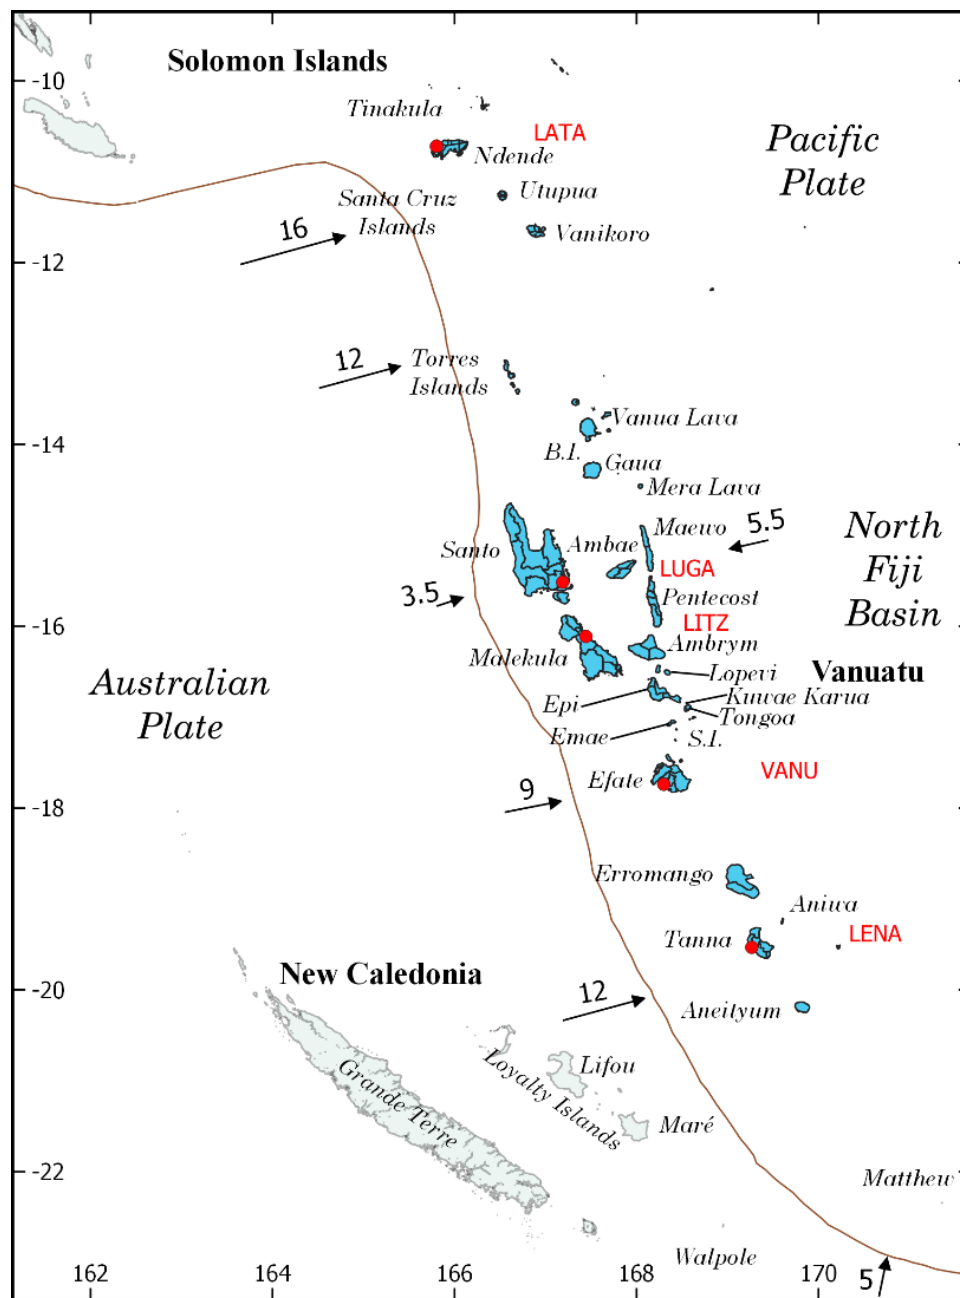 Solomon Islands
-10
Tinakula
LATA
Pacific
Plate
Ndende
Santa Cruz
Islands
Utupua
Vanikoro
16
-12
12
Torres
Islands
Vanua Lava
-14
B.I.
Gaua
Mera Lava
Maewo
5.5
North
Fiji
Basin
Santo
Ambae
LUGA
3.5
Pentecost
LITZ
-16
Ambrym
Malekula
Lopevi
Vanuatu
Australian
Plate
Epi
Kuwae Karua
Tongoa
Emae
S.I.
VANU
Efate
9
-18
Erromango
Aniwa
LENA
Tanna
New Caledonia
-20
12
Aneityum
Lifou
Loyalty Islands
Grande Terre
Maré
-22
Matthew
Walpole
162
164
166
168
170
5